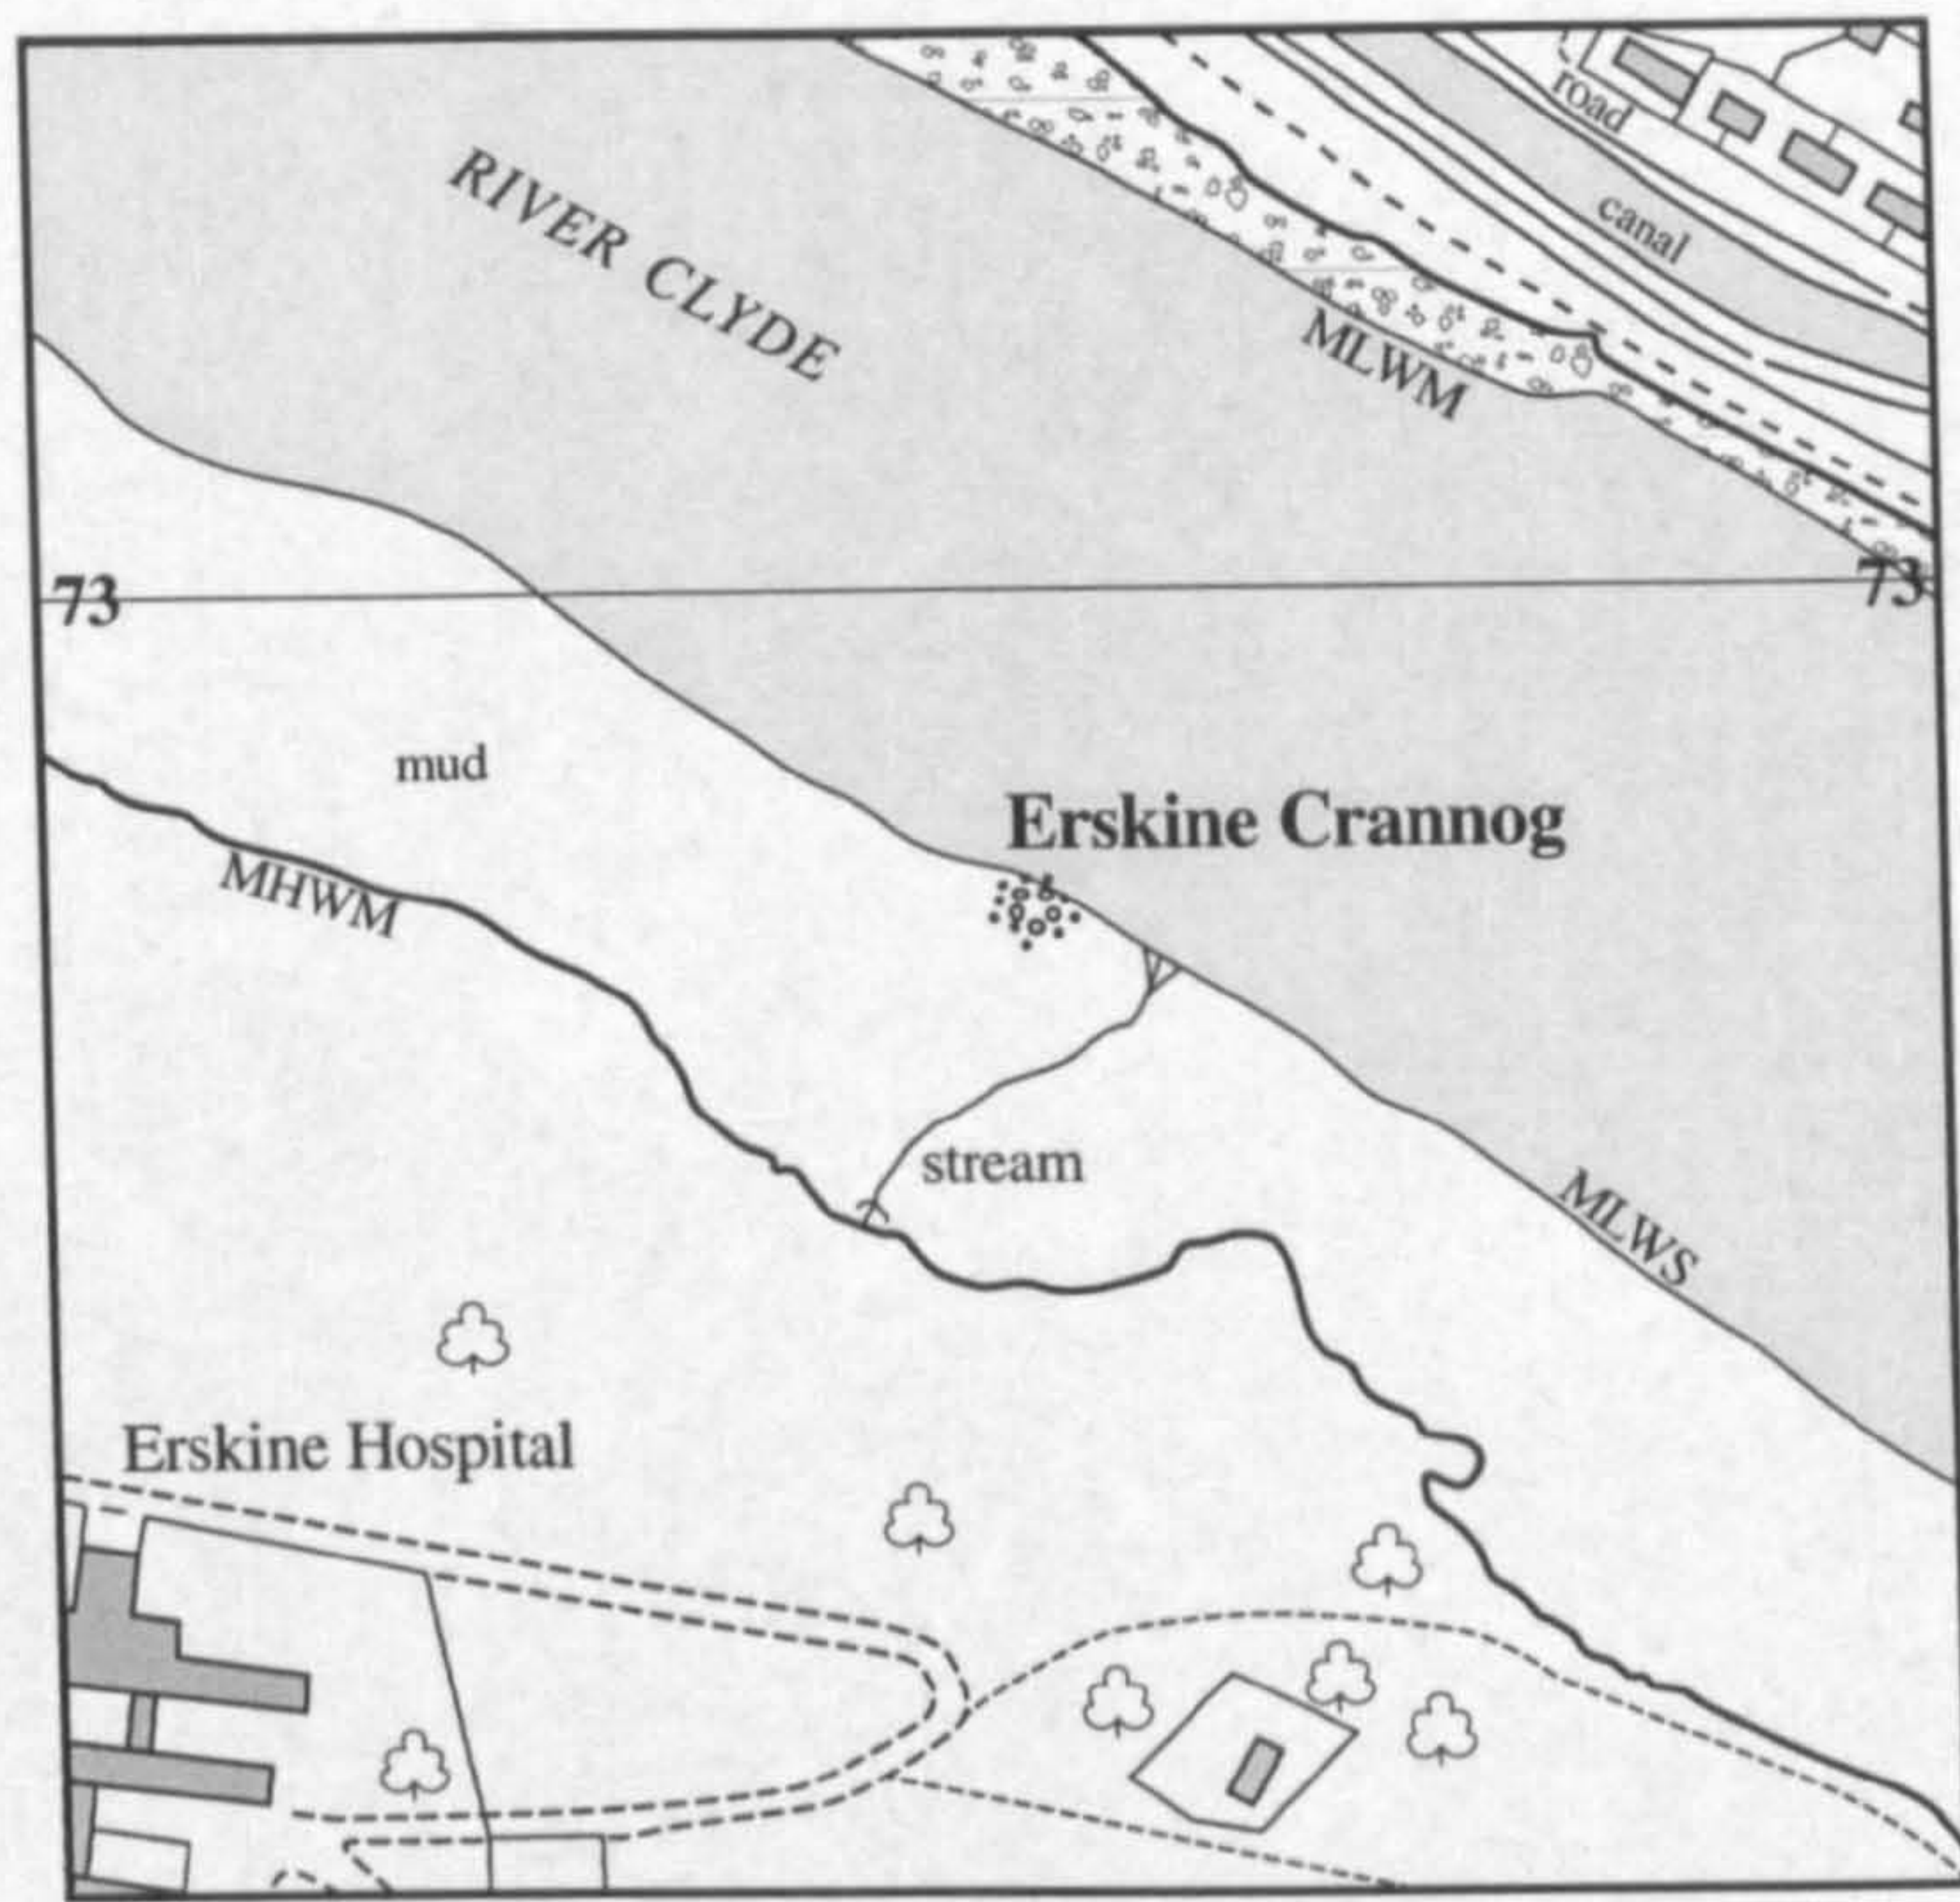 road
canal
RIVER CLYDE
MLWM
73
73
mud
Erskine Crannog
MHWM
stream
MLWS
Erskine Hospital